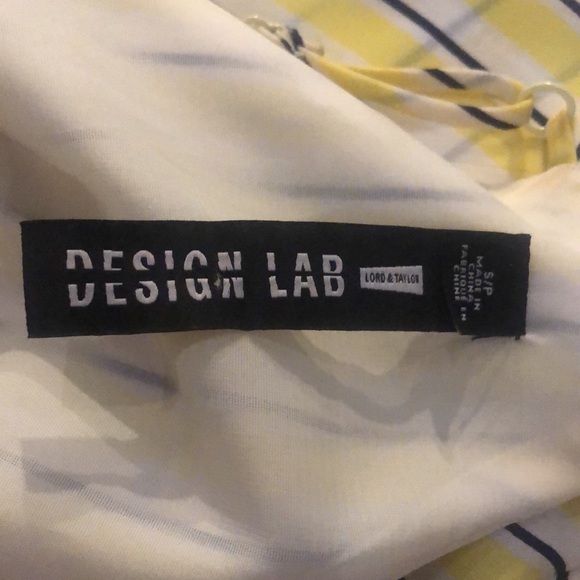 DESIGN LAB
LORD & TAYLOR
S/P
MADE IN
CHINA
FABRIQUÉ EN
CHINE